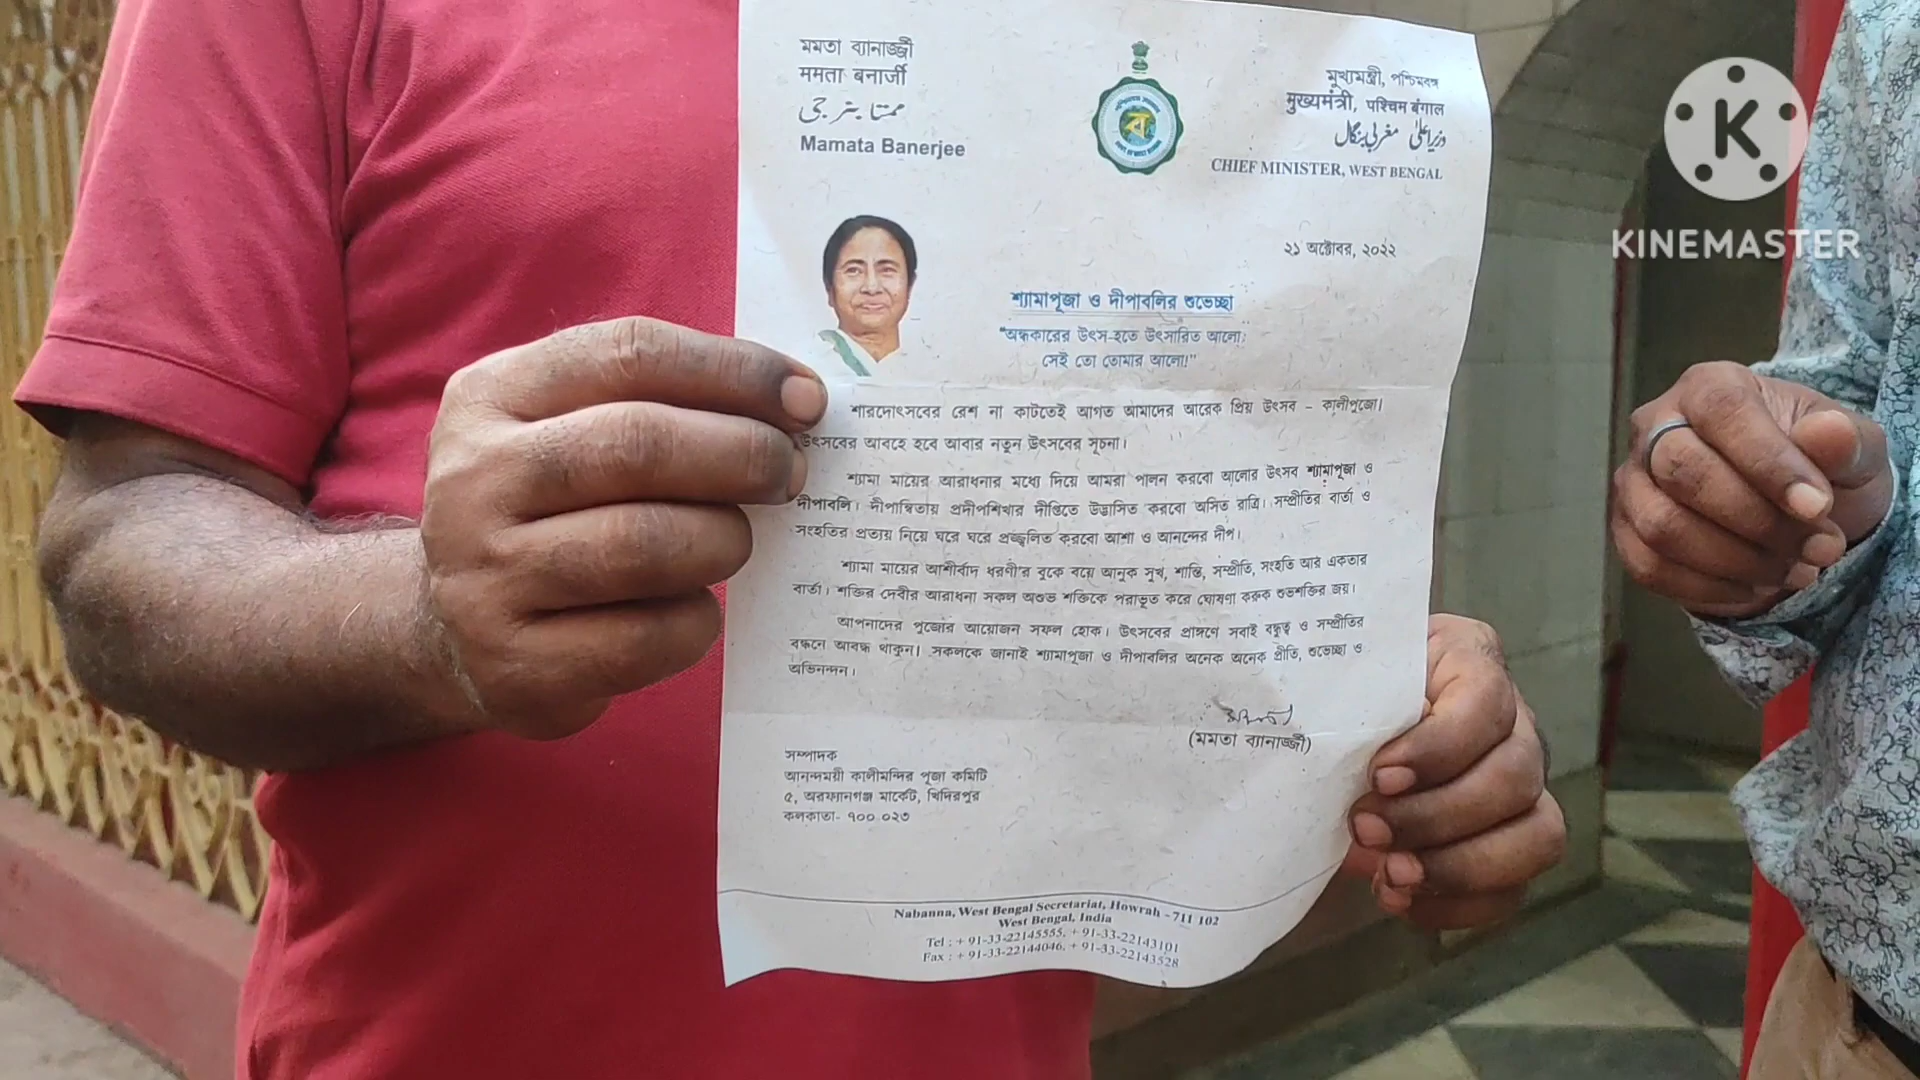 মমতা ব্যানার্জ্জী
ममता बनार्जी
ممتا بنرجی
Mamata Banerjee
মুখ্যমন্ত্রী, পশ্চিমবঙ্গ
मुख्यमंत्री, पश्चिम बंगाल
وزیراعلیٰ مغربی بنگال
CHIEF MINISTER, WEST BENGAL
২১ অক্টোবর, ২০২২
শ্যামাপূজা ও দীপাবলির শুভেচ্ছা
"অন্ধকারের উৎস-হতে উৎসারিত আলো
সেই তো তোমার আলো!"
শারদোৎসবের রেশ না কাটতেই আগত আমাদের আরেক প্রিয় উৎসব – কালীপুজো।
উৎসবের আবহে হবে আবার নতুন উৎসবের সূচনা।
শ্যামা মায়ের আরাধনার মধ্যে দিয়ে আমরা পালন করবো আলোর উৎসব শ্যামাপূজা ও
দীপাবলি। দীপান্বিতায় প্রদীপশিখার দীপ্তিতে উদ্ভাসিত করবো অসিত রাত্রি। সম্প্রীতির বার্তা ও
সংহতির প্রত্যয় নিয়ে ঘরে ঘরে প্রজ্জ্বলিত করবো আশা ও আনন্দের দীপ।
শ্যামা মায়ের আশীর্বাদ ধরণী'র বুকে বয়ে আনুক সুখ, শান্তি, সম্প্রীতি, সংহতি আর একতার
বার্তা। শক্তির দেবীর আরাধনা সকল অশুভ শক্তিকে পরাভূত করে ঘোষণা করুক শুভশক্তির জয়।
আপনাদের পুজোর আয়োজন সফল হোক। উৎসবের প্রাঙ্গণে সবাই বন্ধুত্ব ও সম্প্রীতির
বন্ধনে আবদ্ধ থাকুন। সকলকে জানাই শ্যামাপূজা ও দীপাবলির অনেক অনেক প্রীতি, শুভেচ্ছা ও
অভিনন্দন।
(মমতা ব্যানার্জ্জী)
সম্পাদক
আনন্দময়ী কালীমন্দির পূজা কমিটি
৫, অরফ্যানগঞ্জ মার্কেট, খিদিরপুর
কলকাতা- ৭০০ ০২৩
Nabanna, West Bengal Secretariat, Howrah - 711 102
West Bengal, India
Tel : + 91-33-22145555, + 91-33-22143101
Fax : + 91-33-22144046, + 91-33-22143528
K
KINEMASTER